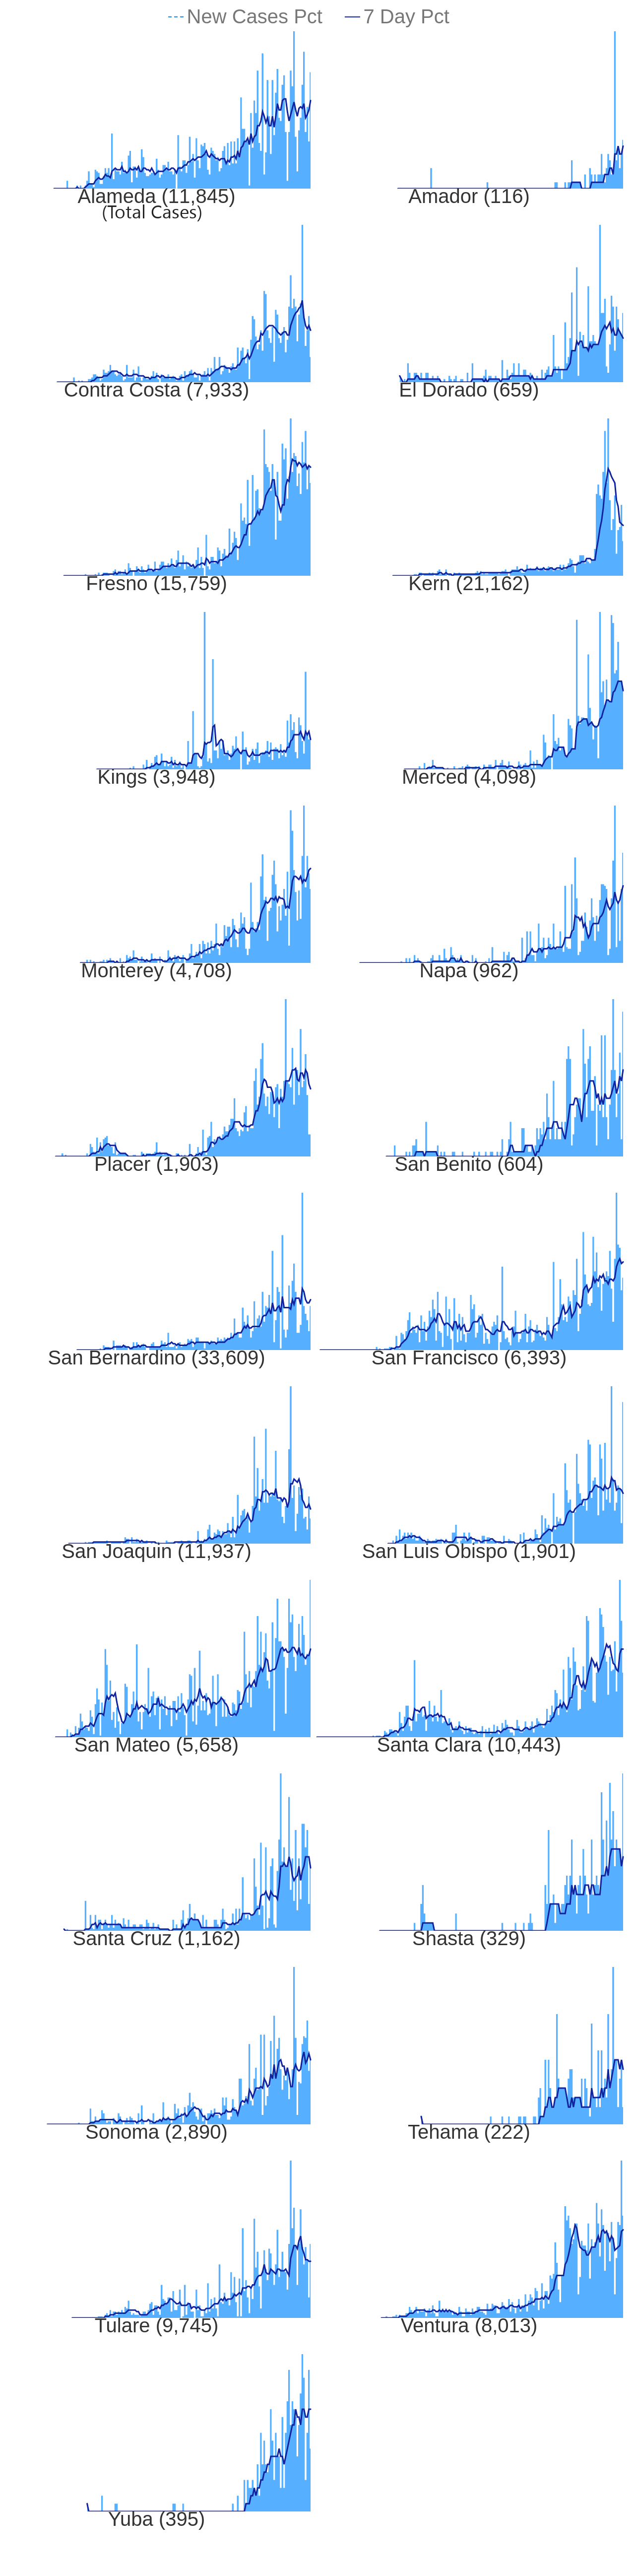 New Cases Pct 7 Day Pct
Alameda (11,845) Amador (116)
(Total Cases)
Contra Costa (7,933) El Dorado (659)
Fresno (15,759) Kern (21,162)
Kings (3,948) Merced (4,098)
Monterey (4,708) Napa (962)
Placer (1,903) San Benito (604)
San Bernardino (33,609) San Francisco (6,393)
San Joaquin (11,937) San Luis Obispo (1,901)
San Mateo (5,658) Santa Clara (10,443)
Santa Cruz (1,162) Shasta (329)
Sonoma (2,890) Tehama (222)
Tulare (9,745) Ventura (8,013)
Yuba (395)